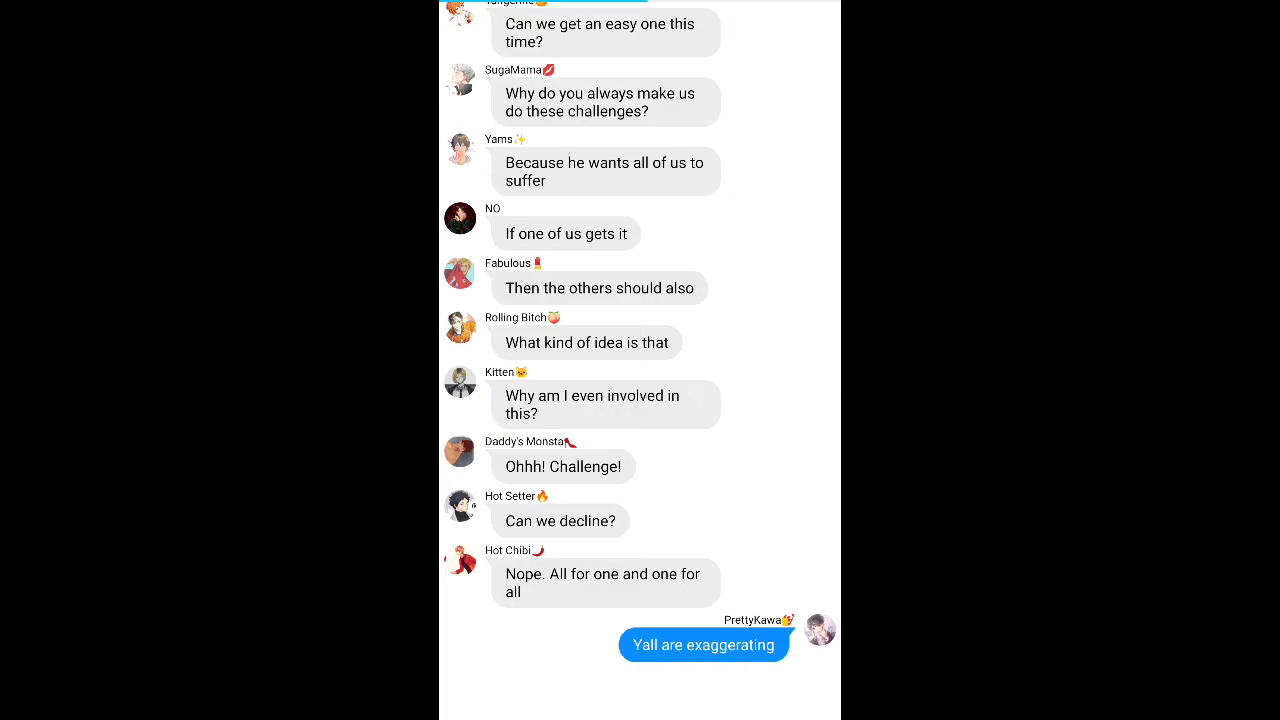 Tangerine🍊
Can we get an easy one this
time?
SugaMama💋
Why do you always make us
do these challenges?
Yams✨
Because he wants all of us to
suffer
NO
If one of us gets it
Fabulous💄
Then the others should also
Rolling Bitch🍑
What kind of idea is that
Kitten🐱
Why am I even involved in
this?
Daddy's Monsta👠
Ohhh! Challenge!
Hot Setter🔥
Can we decline?
Hot Chibi🌶
Nope. All for one and one for
all
PrettyKawa💅
Yall are exaggerating